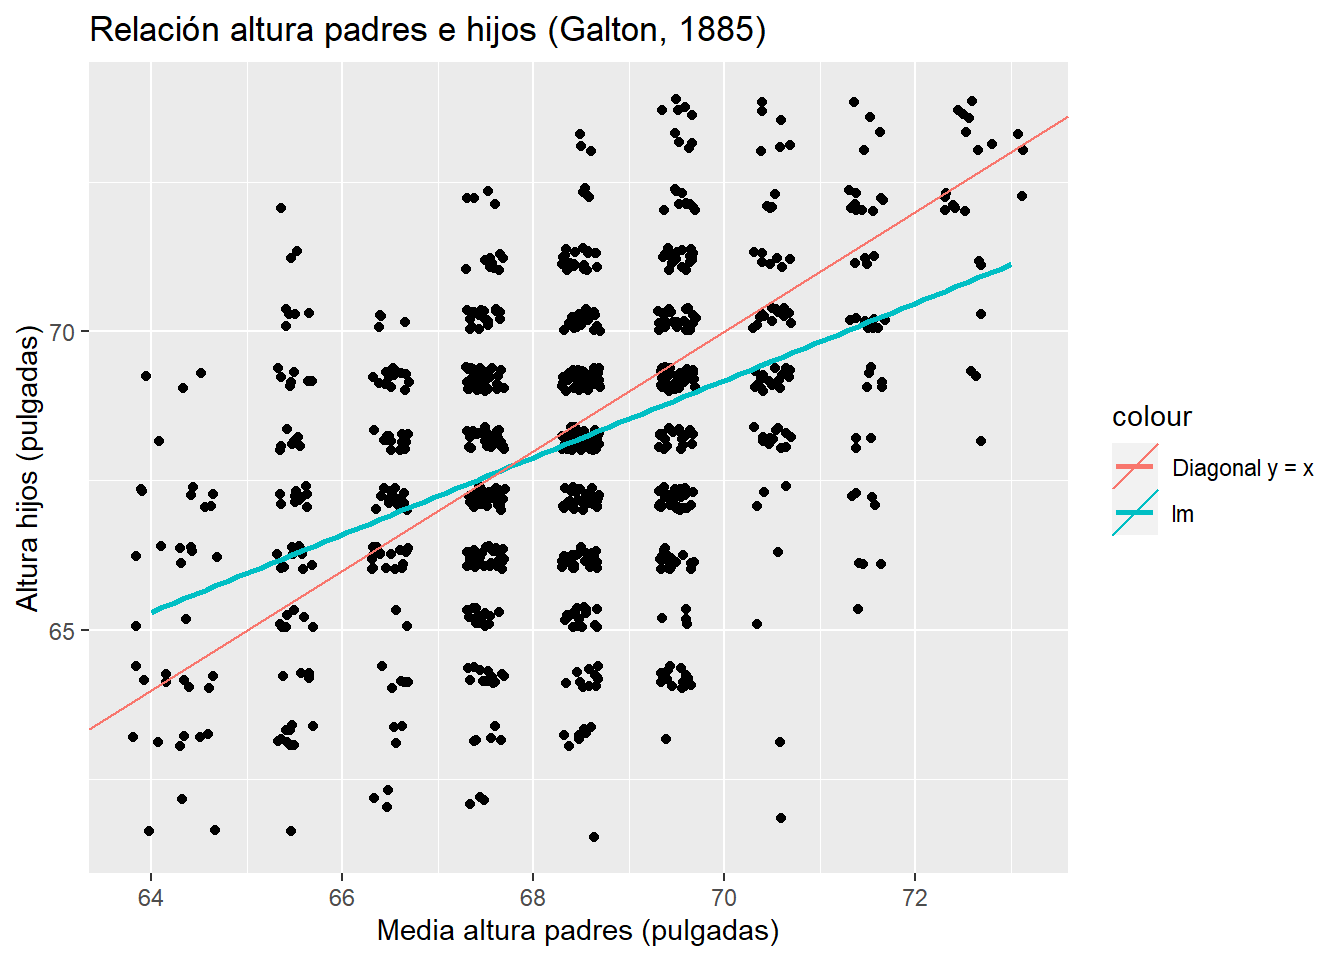 Relación altura padres e hijos (Galton, 1885)
Altura hijos (pulgadas)
70
65
64
66
68
70
72
Media altura padres (pulgadas)
colour
Diagonal y = x
lm